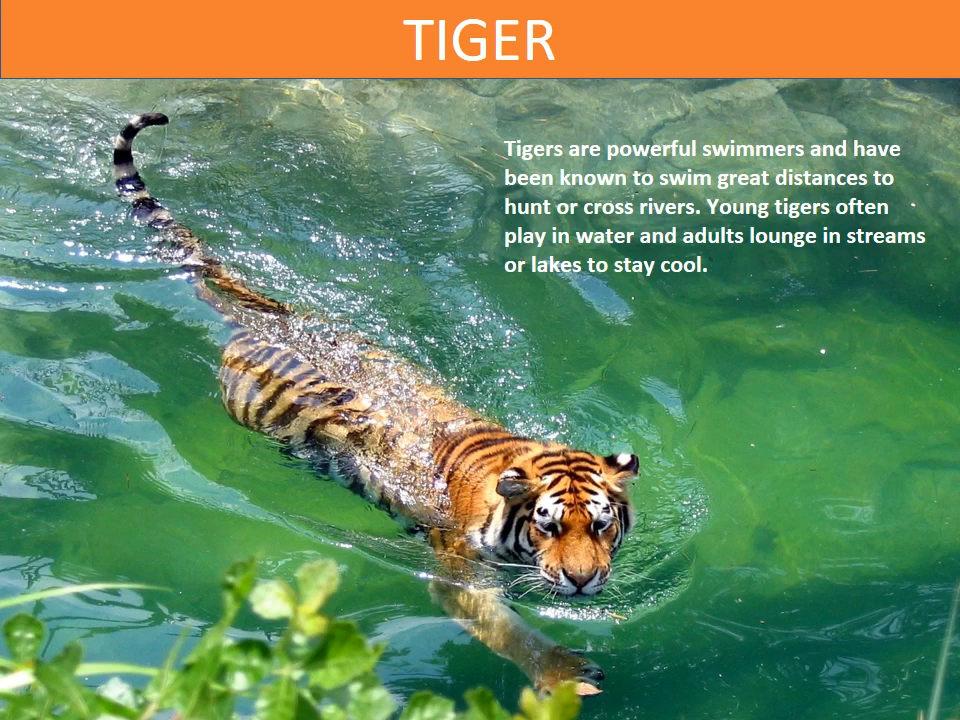 TIGER
Tigers are powerful swimmers and have
been known to swim great distances to
hunt or cross rivers. Young tigers often
play in water and adults lounge in streams
or lakes to stay cool.